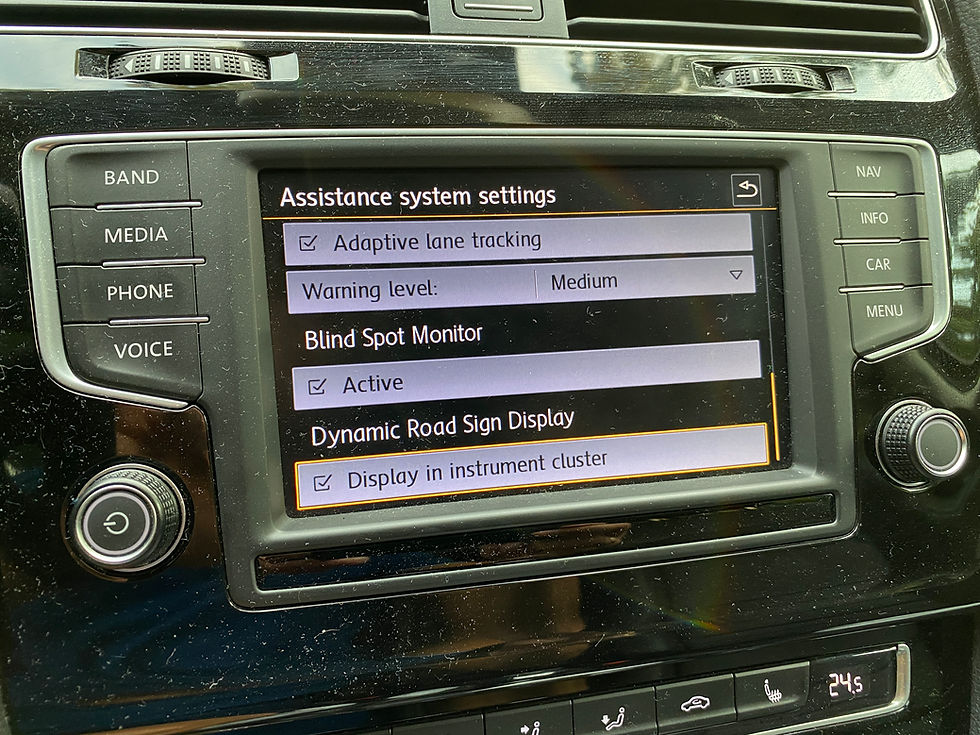 BAND
MEDIA
PHONE
VOICE
Assistance system settings
Adaptive lane tracking
Warning level: Medium
Blind Spot Monitor
Active
Dynamic Road Sign Display
Display in instrument cluster
NAV
INFO
CAR
MENU
24.5